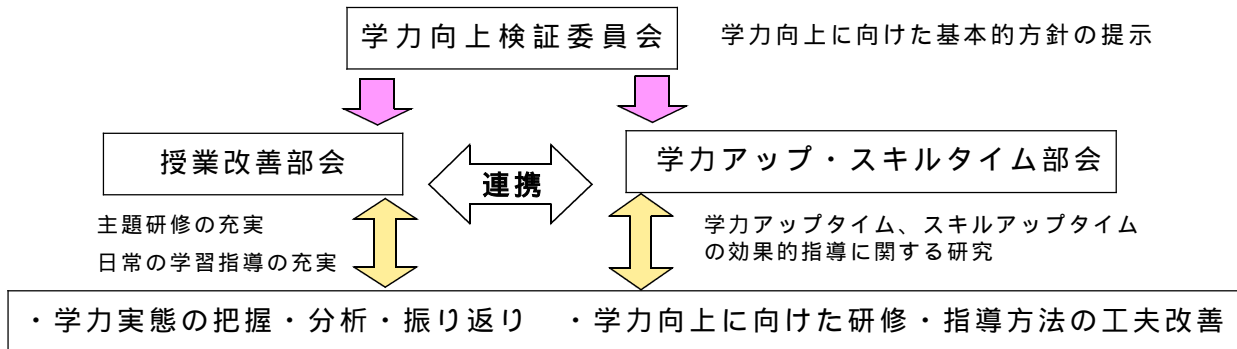 学力向上検証委員会
学力向上に向けた基本的方針の提示
授業改善部会
連携
学力アップ・スキルタイム部会
主題研修の充実
日常の学習指導の充実
学力アップタイム、スキルアップタイム
の効果的指導に関する研究
・学力実態の把握・分析・振り返り　・学力向上に向けた研修・指導方法の工夫改善